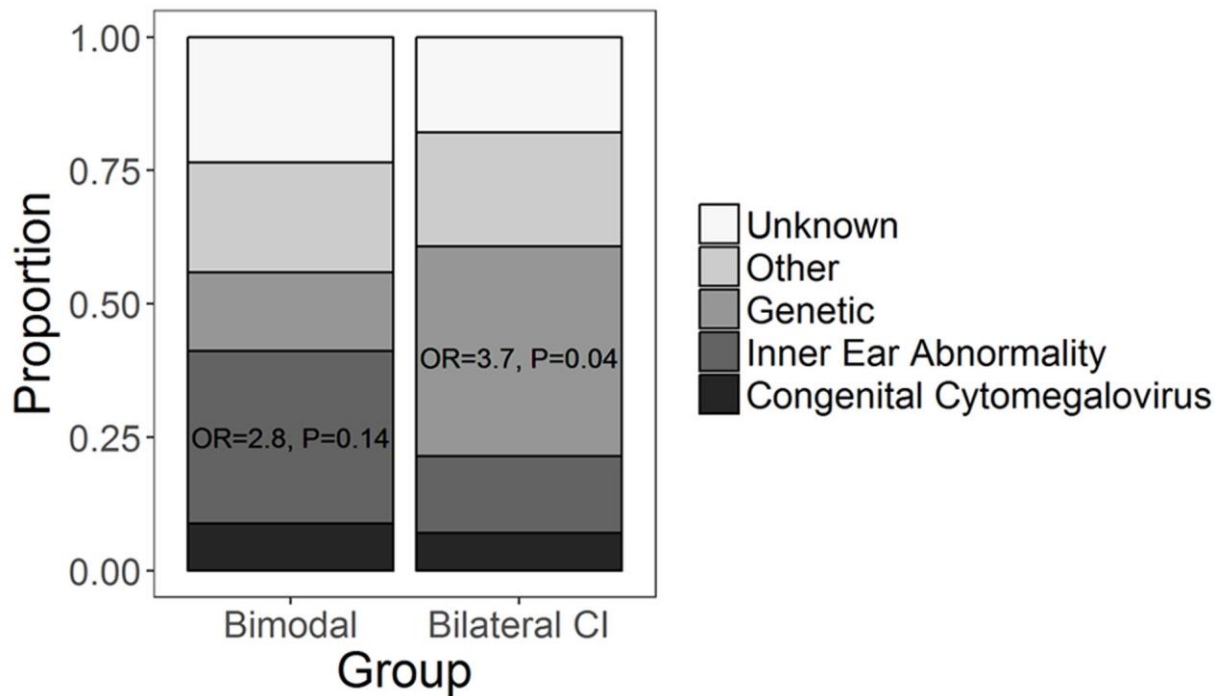 Proportion
1.00
0.75
0.50
0.25
0.00
OR=2.8, P=0.14
OR=3.7, P=0.04
Bimodal
Bilateral CI
Group
Unknown
Other
Genetic
Inner Ear Abnormality
Congenital Cytomegalovirus